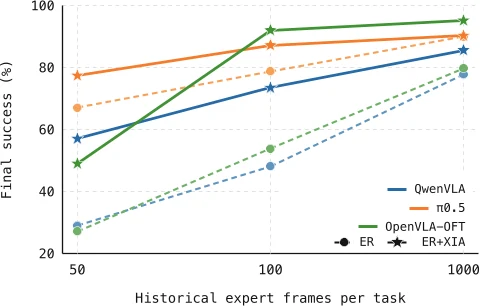 100
80
60
40
20
Final success (%)
QwenVLA
π0.5
OpenVLA-OFT
ER ER+XIA
50 100 1000
Historical expert frames per task